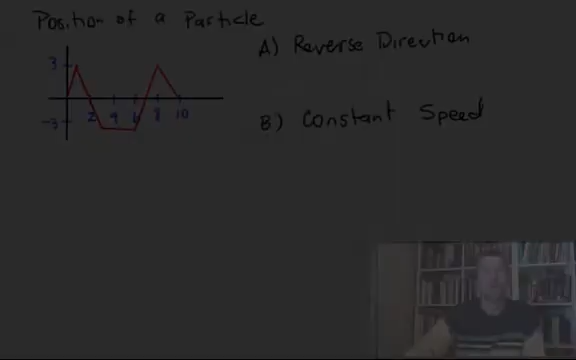 Position of a Particle
A) Reverse Direction
3
-3
2 4 6 8 10
B) Constant Speed